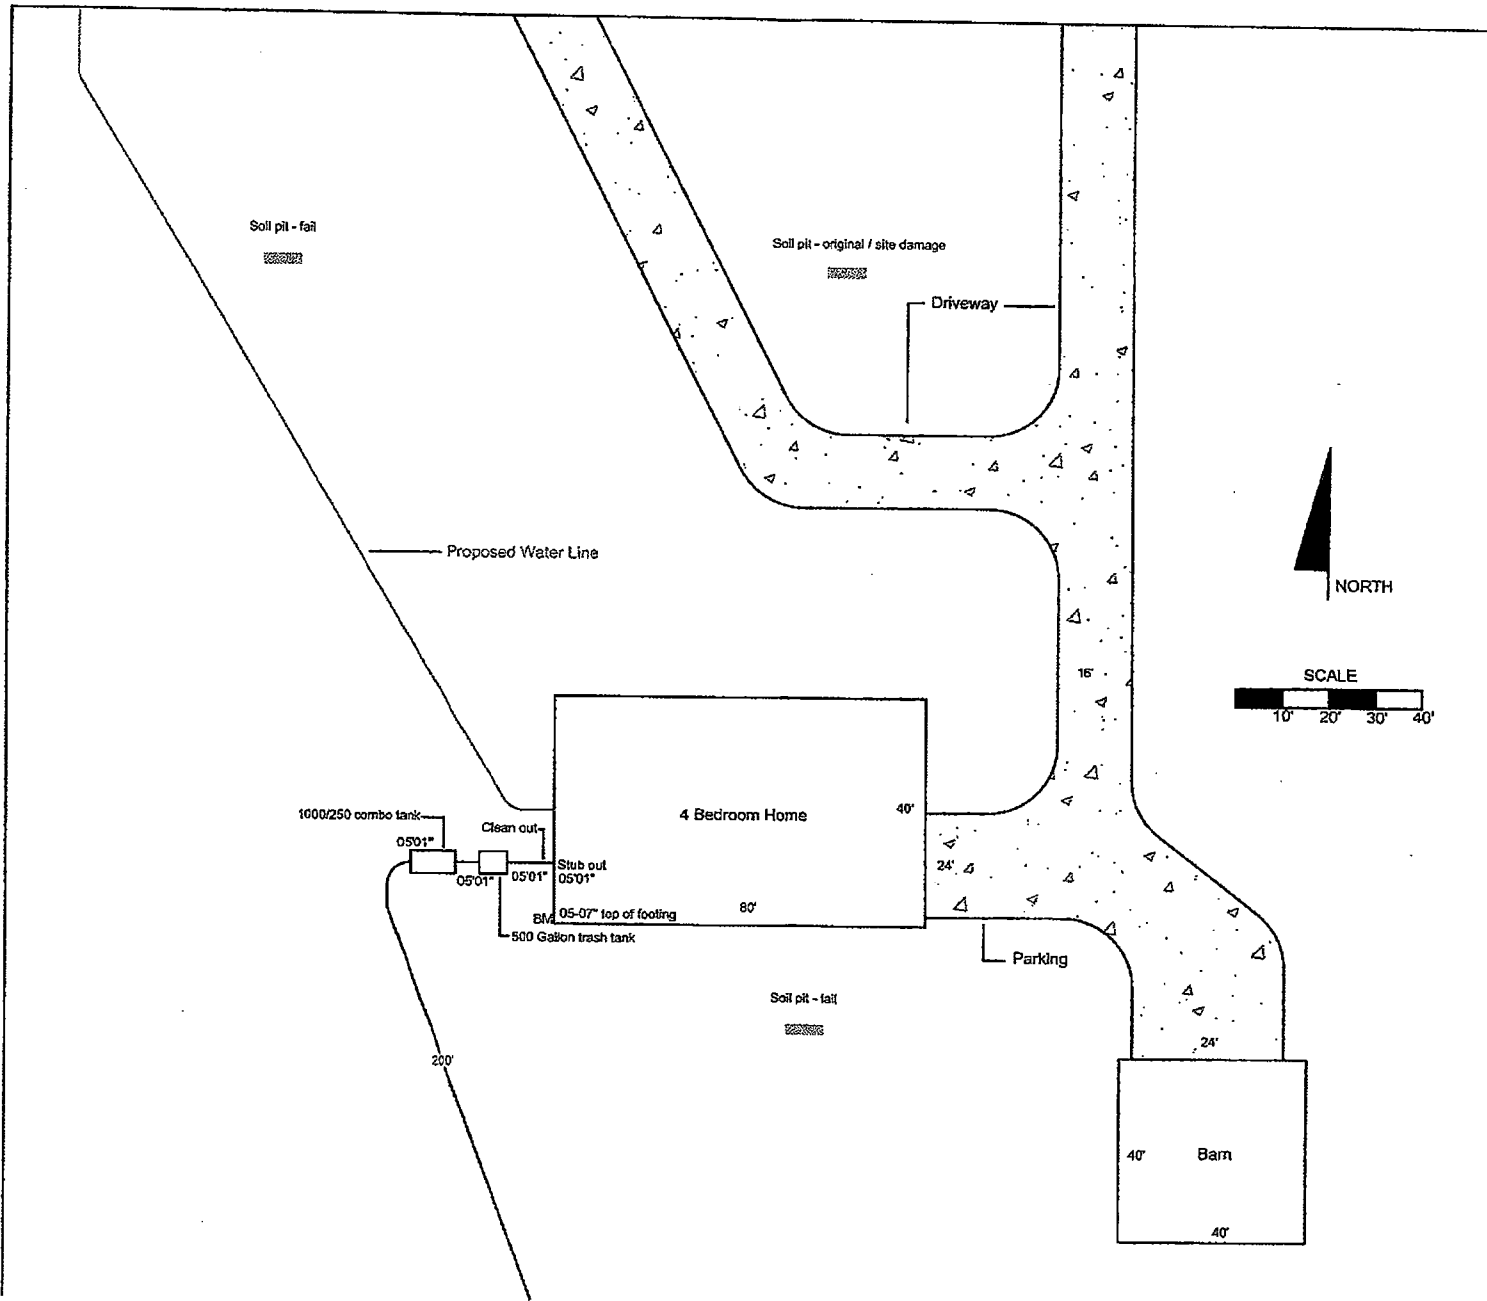 Soil pit - fail
Soil pit - original / site damage
Driveway
Proposed Water Line
NORTH
16'
SCALE
10' 20' 30' 40'
4 Bedroom Home
40'
1000/250 combo tank
Clean out
05'01"
05'01"
05'01"
Stub out
05'01"
24'
BM
05-07" top of footing
80'
500 Gallon trash tank
Parking
Soil pit - fail
24'
200'
40'
Barn
40'